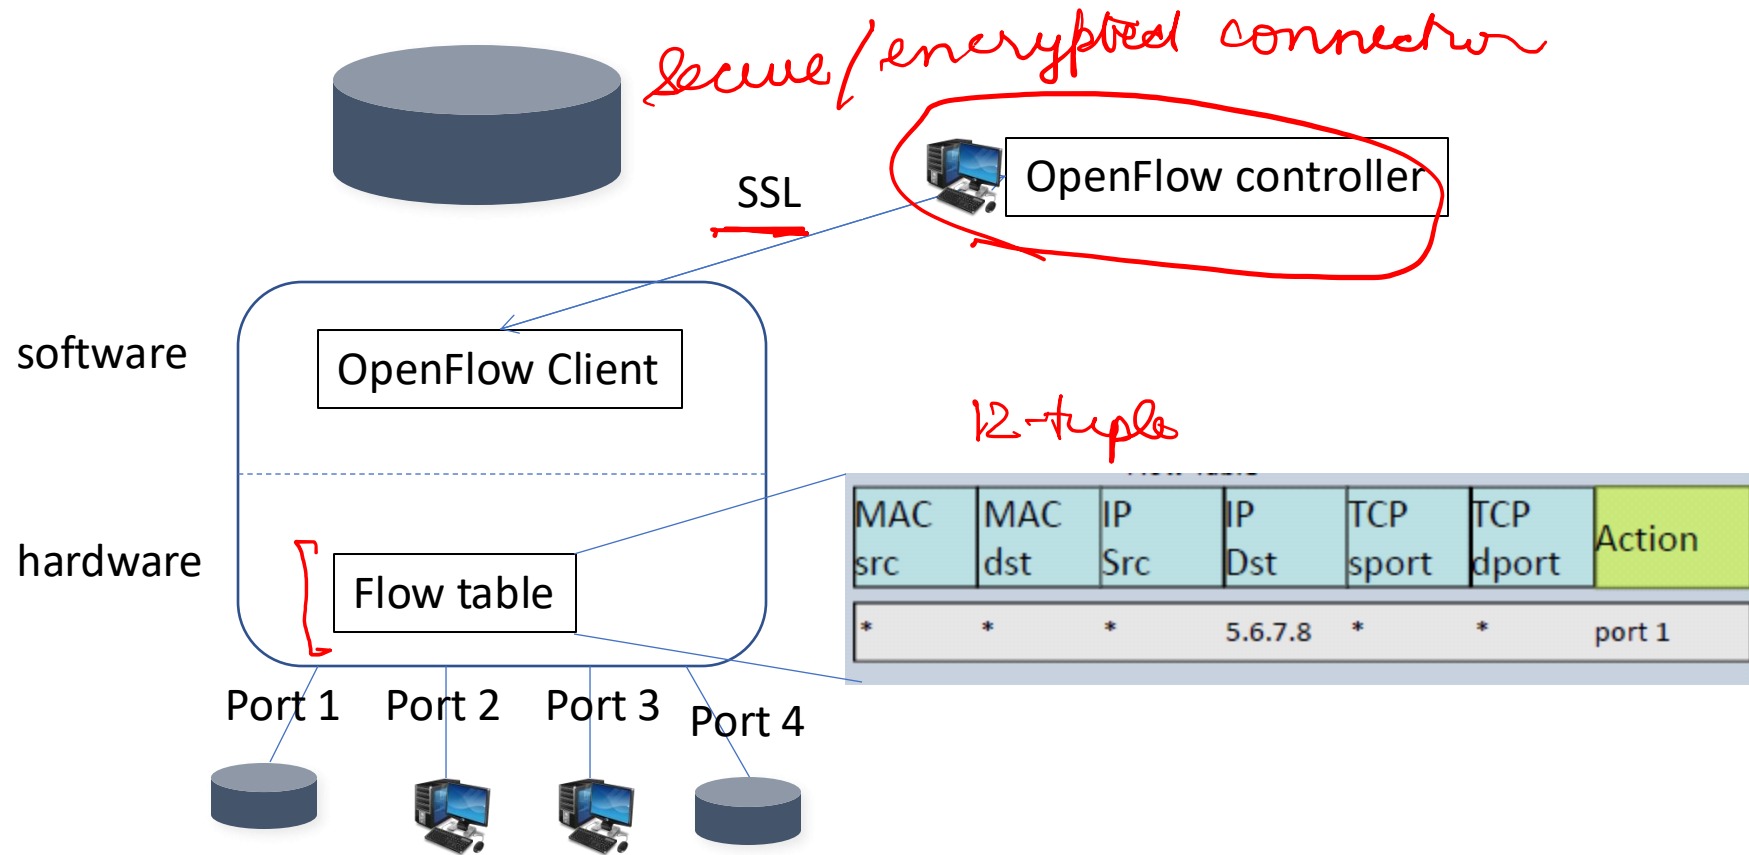 Secure/encrypted connection
OpenFlow controller
SSL
software
OpenFlow Client
12-tuple
MAC src MAC dst IP Src IP Dst TCP sport TCP dport Action
* * * 5.6.7.8 * * port 1
hardware
Flow table
Port 1 Port 2 Port 3 Port 4